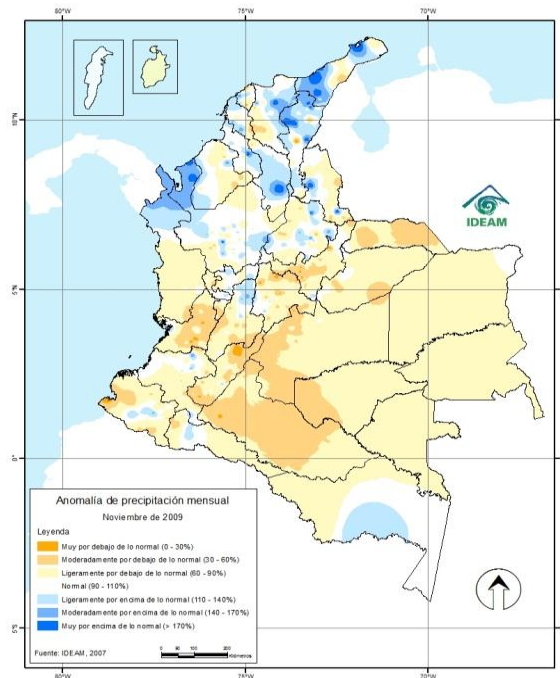 80°W 75°W 70°W
10°N
5°N
0°
5°S
IDEAM
Anomalía de precipitación mensual
Noviembre de 2009
Leyenda
Muy por debajo de lo normal (0 - 30%)
Moderadamente por debajo de lo normal (30 - 60%)
Ligeramente por debajo de lo normal (60 - 90%)
Normal (90 - 110%)
Ligeramente por encima de lo normal (110 - 140%)
Moderadamente por encima de lo normal (140 - 170%)
Muy por encima de lo normal (> 170%)
Fuente: IDEAM, 2007
80°W 75°W 70°W